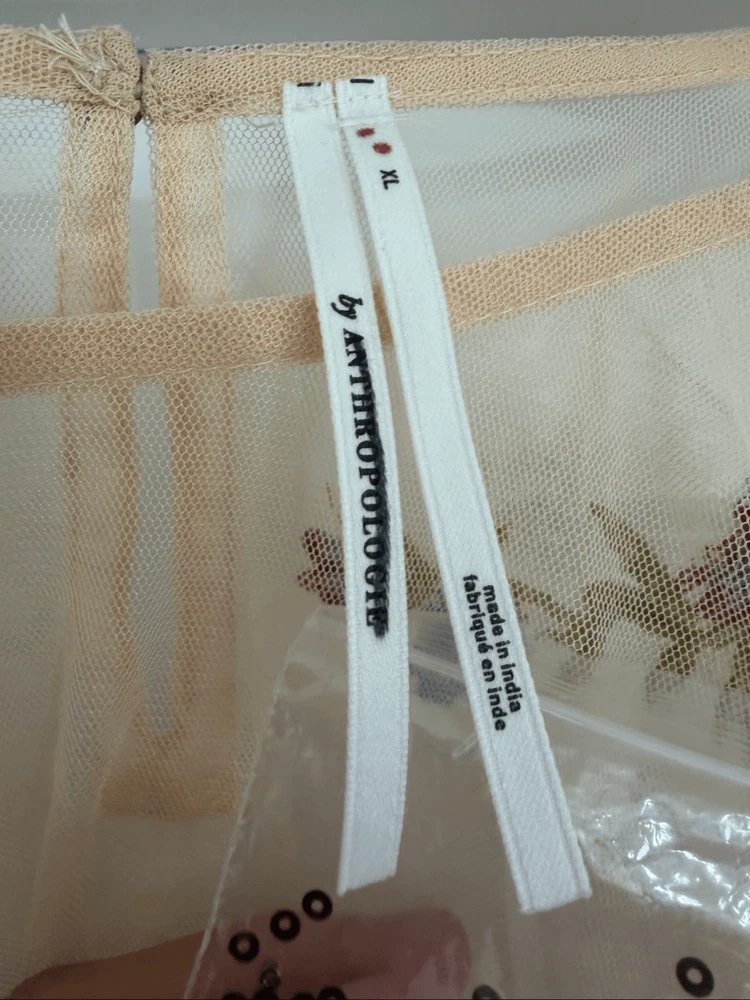 by ANTHROPOLOGIE
XL
made in india
fabriqué en inde